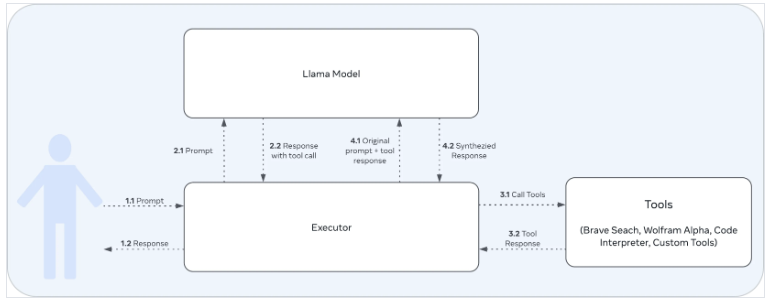 Llama Model
2.1 Prompt
2.2 Response
with tool call
4.1 Original
prompt + tool
response
4.2 Synthezied
Response
1.1 Prompt
Executor
1.2 Response
3.1 Call Tools
3.2 Tool
Response
Tools
(Brave Seach, Wolfram Alpha, Code
Interpreter, Custom Tools)